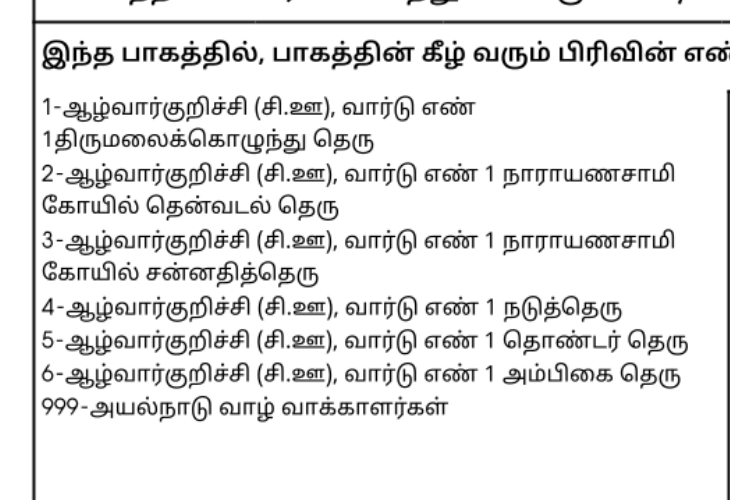 இந்த பாகத்தில், பாகத்தின் கீழ் வரும் பிரிவின்
1-ஆழ்வார்குறிச்சி (சி.ஊ), வார்டு எண்
1திருமலைக்கொழுந்து தெரு
2-ஆழ்வார்குறிச்சி (சி.ஊ), வார்டு எண் 1 நாராயணசாமி
கோயில் தென்வடல் தெரு
3-ஆழ்வார்குறிச்சி (சி.ஊ), வார்டு எண் 1 நாராயணசாமி
கோயில் சன்னதித்தெரு
4-ஆழ்வார்குறிச்சி (சி.ஊ), வார்டு எண் 1 நடுத்தெரு
5-ஆழ்வார்குறிச்சி (சி.ஊ), வார்டு எண் 1 தொண்டர் தெரு
6-ஆழ்வார்குறிச்சி (சி.ஊ), வார்டு எண் 1 அம்பிகை தெரு
999-அயல்நாடு வாழ் வாக்காளர்கள்